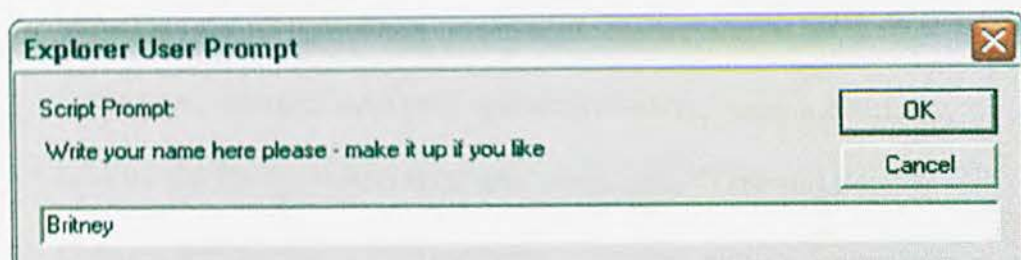 Explorer User Prompt
Script Prompt:
OK
Write your name here please - make it up if you like
Cancel
Britney